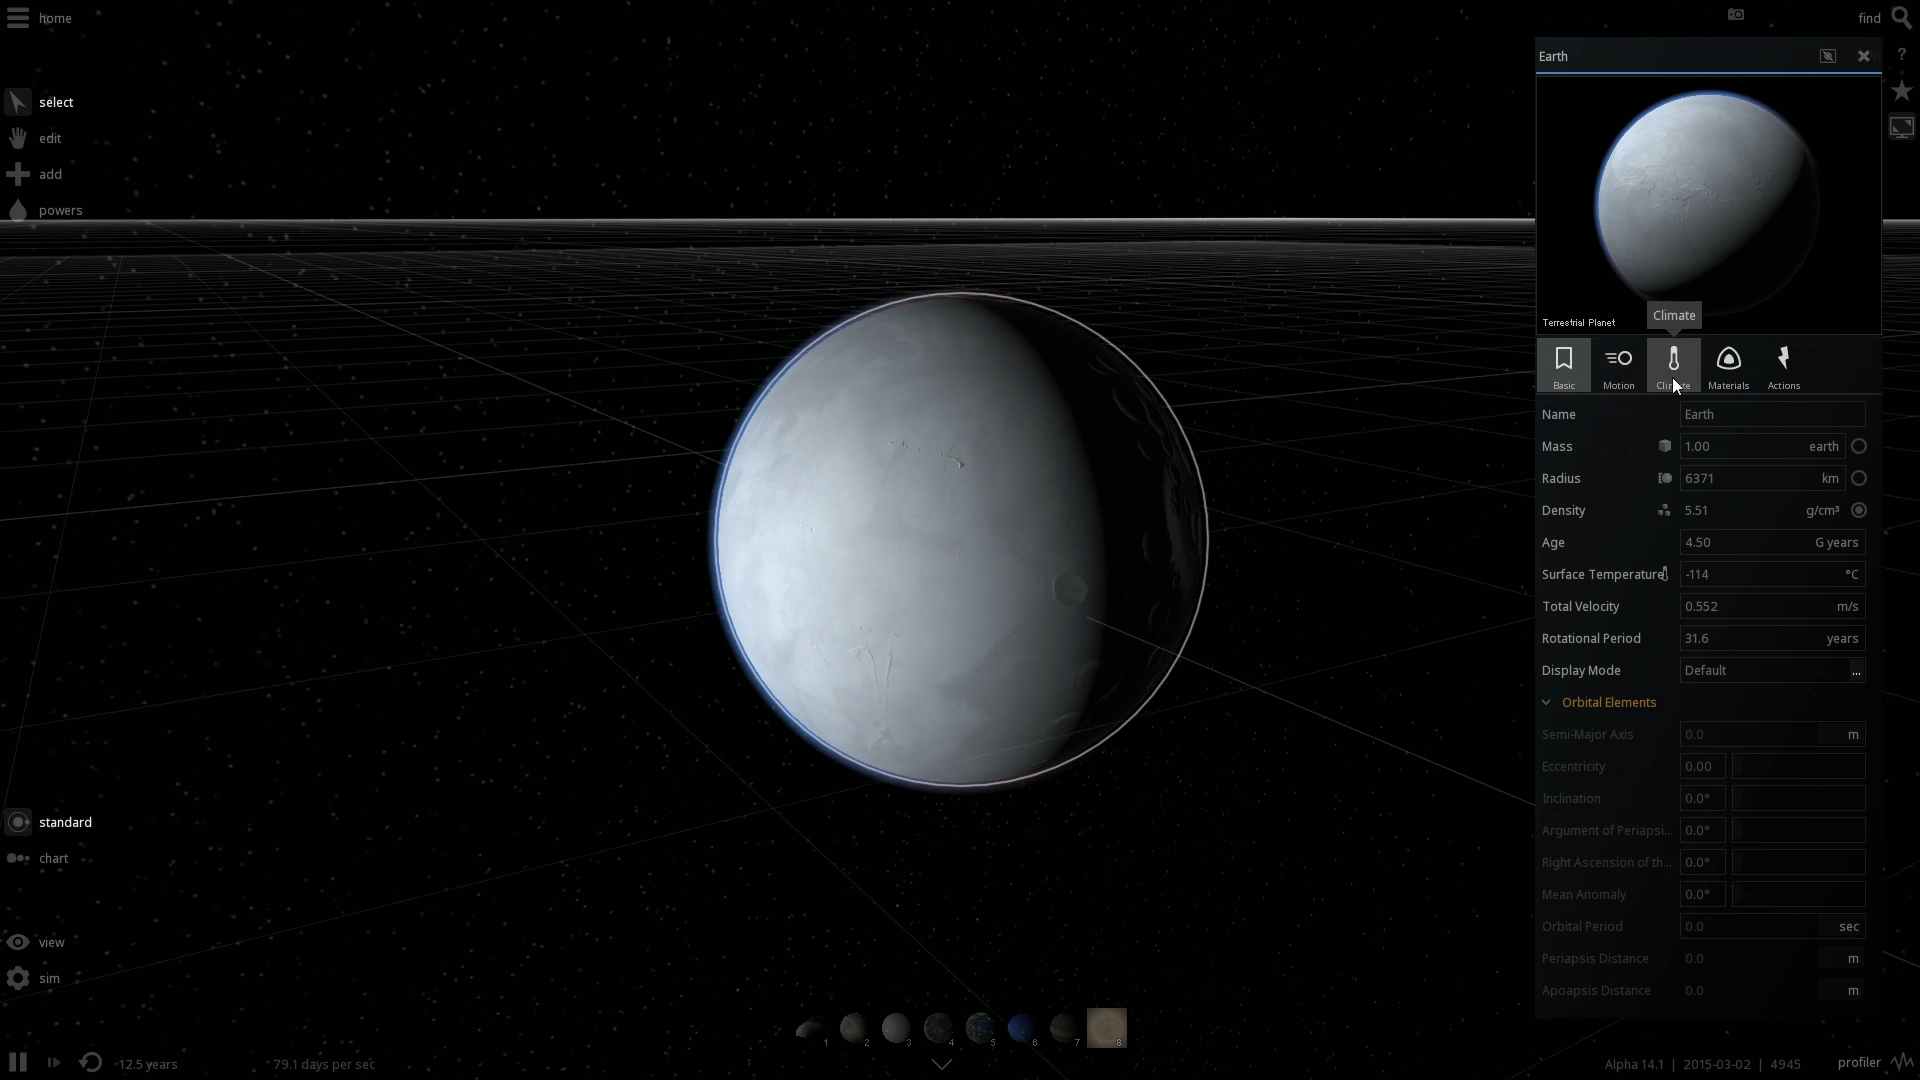 home
find
Earth
?
select
edit
add
powers
Climate
Terrestrial Planet
Basic
Motion
Materials
Actions
Name Earth
Mass 1.00 earth
Radius 6371 km
Density 5.51 g/cm³
Age 4.50 G years
Surface Temperature -114 °C
Total Velocity 0.552 m/s
Rotational Period 31.6 years
Display Mode Default ...
Orbital Elements
Semi-Major Axis 0.0 m
Eccentricity 0.00
Inclination 0.0°
Argument of Periapsi... 0.0°
Right Ascension of th... 0.0°
Mean Anomaly 0.0°
Orbital Period 0.0 sec
Periapsis Distance 0.0 m
Apoapsis Distance 0.0 m
standard
chart
view
sim
1 2 3 4 5 6 7 8
12.5 years
79.1 days per sec
Alpha 14.1 | 2015-03-02 | 4945
profiler